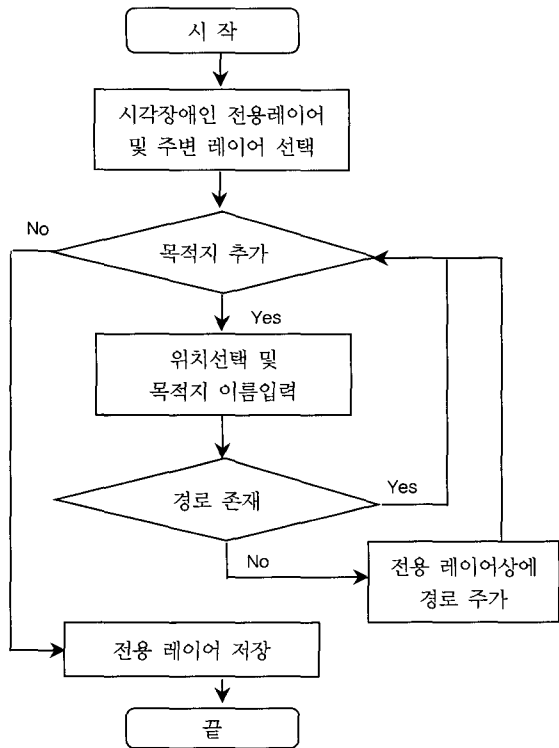 시 작
시각장애인 전용레이어
및 주변 레이어 선택
No
목적지 추가
Yes
위치선택 및
목적지 이름입력
경로 존재
Yes
No
전용 레이어상에
경로 주가
전용 레이어 저장
끝